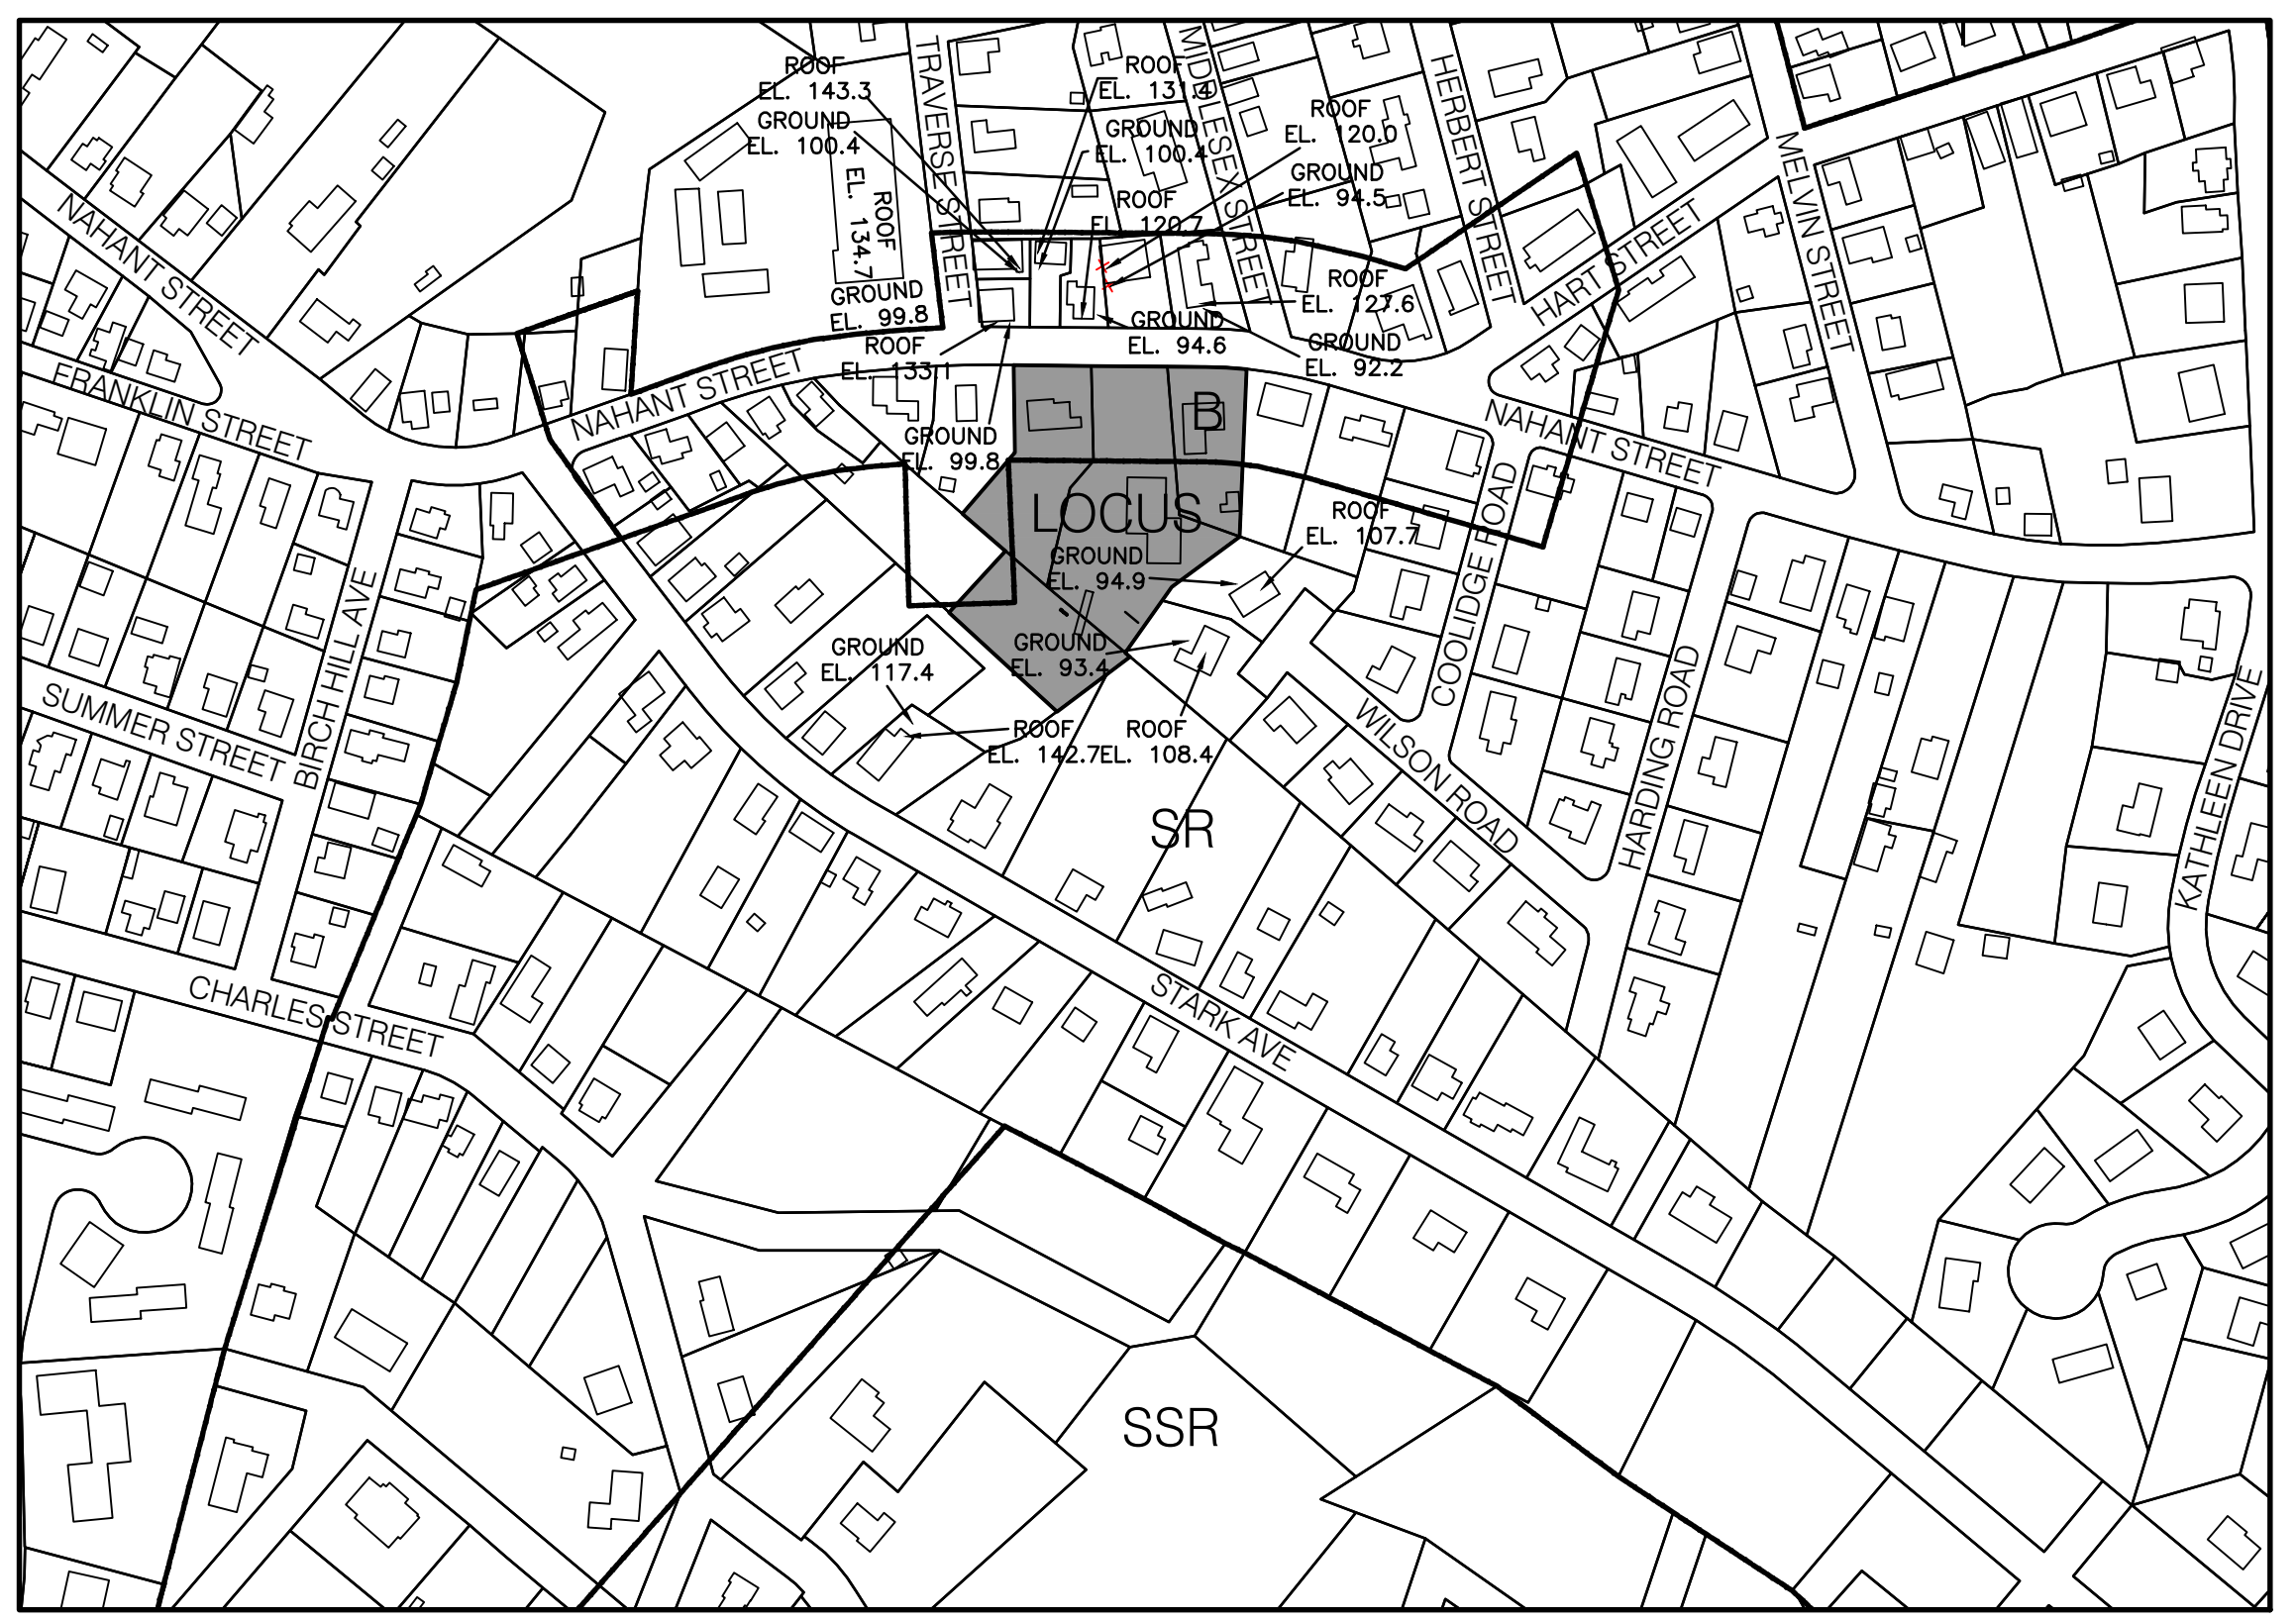 TRAVERSE STREET
MIDDLESEX STREET
HERBERT STREET
MELVIN STREET
HART STREET
NAHANT STREET
ROOF
EL. 143.3
GROUND
EL. 100.4
ROOF
EL. 131.4
GROUND
EL. 100.4
ROOF
EL. 120.0
GROUND
EL. 94.5
ROOF
EL. 134.7
ROOF
EL. 120.7
GROUND
EL. 99.8
GROUND
EL. 94.6
ROOF
EL. 127.6
GROUND
EL. 92.2
ROOF
EL. 133.1
FRANKLIN STREET
NAHANT STREET
B
NAHANT STREET
GROUND
EL. 99.8
LOCUS
ROOF
EL. 107.7
GROUND
EL. 94.9
COOLIDGE ROAD
BIRCH HILL AVE
GROUND
EL. 117.4
GROUND
EL. 93.4
HARDING ROAD
KATHLEEN DRIVE
SUMMER STREET
ROOF
EL. 142.7
ROOF
EL. 108.4
WILSON ROAD
SR
CHARLES STREET
STARK AVE
SSR